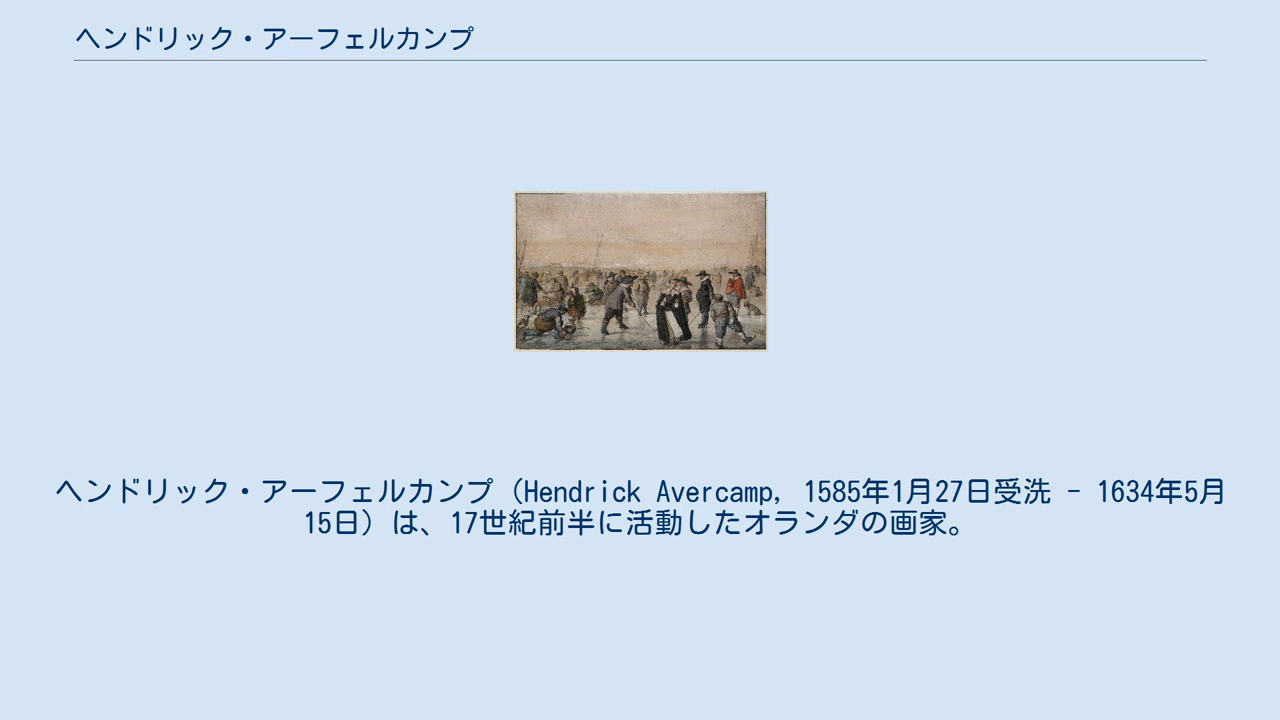 ヘンドリック・アーフェルカンプ
ヘンドリック・アーフェルカンプ（Hendrick Avercamp, 1585年1月27日受洗 - 1634年5月
15日）は、17世紀前半に活動したオランダの画家。